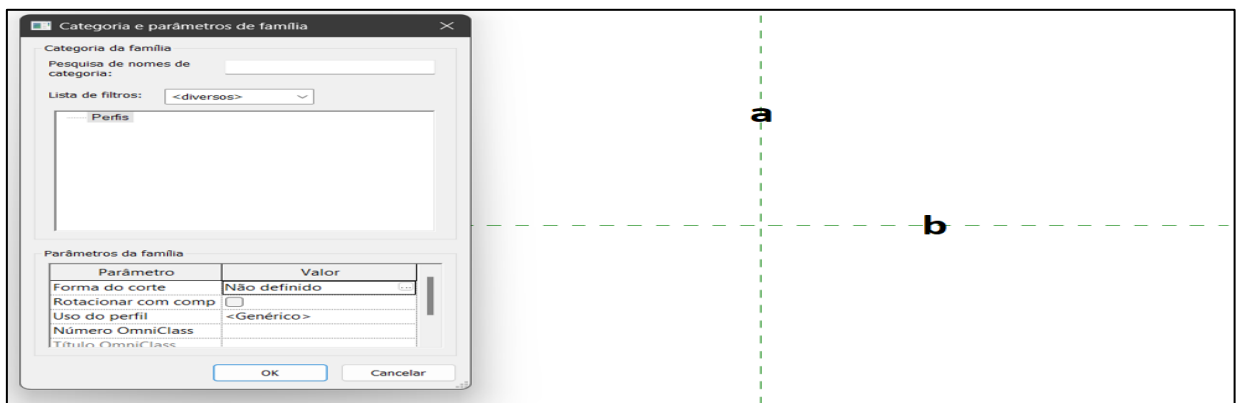 Categoria e parâmetros de família
Categoria da família
Pesquisa de nomes de
categoria:
Lista de filtros: <diversos>
Perfis
Parâmetros da família
Parâmetro Valor
Forma do corte Não definido
Rotacionar com comp
Uso do perfil <Genérico>
Número OmniClass
Título OmniClass
OK Cancelar
a
b